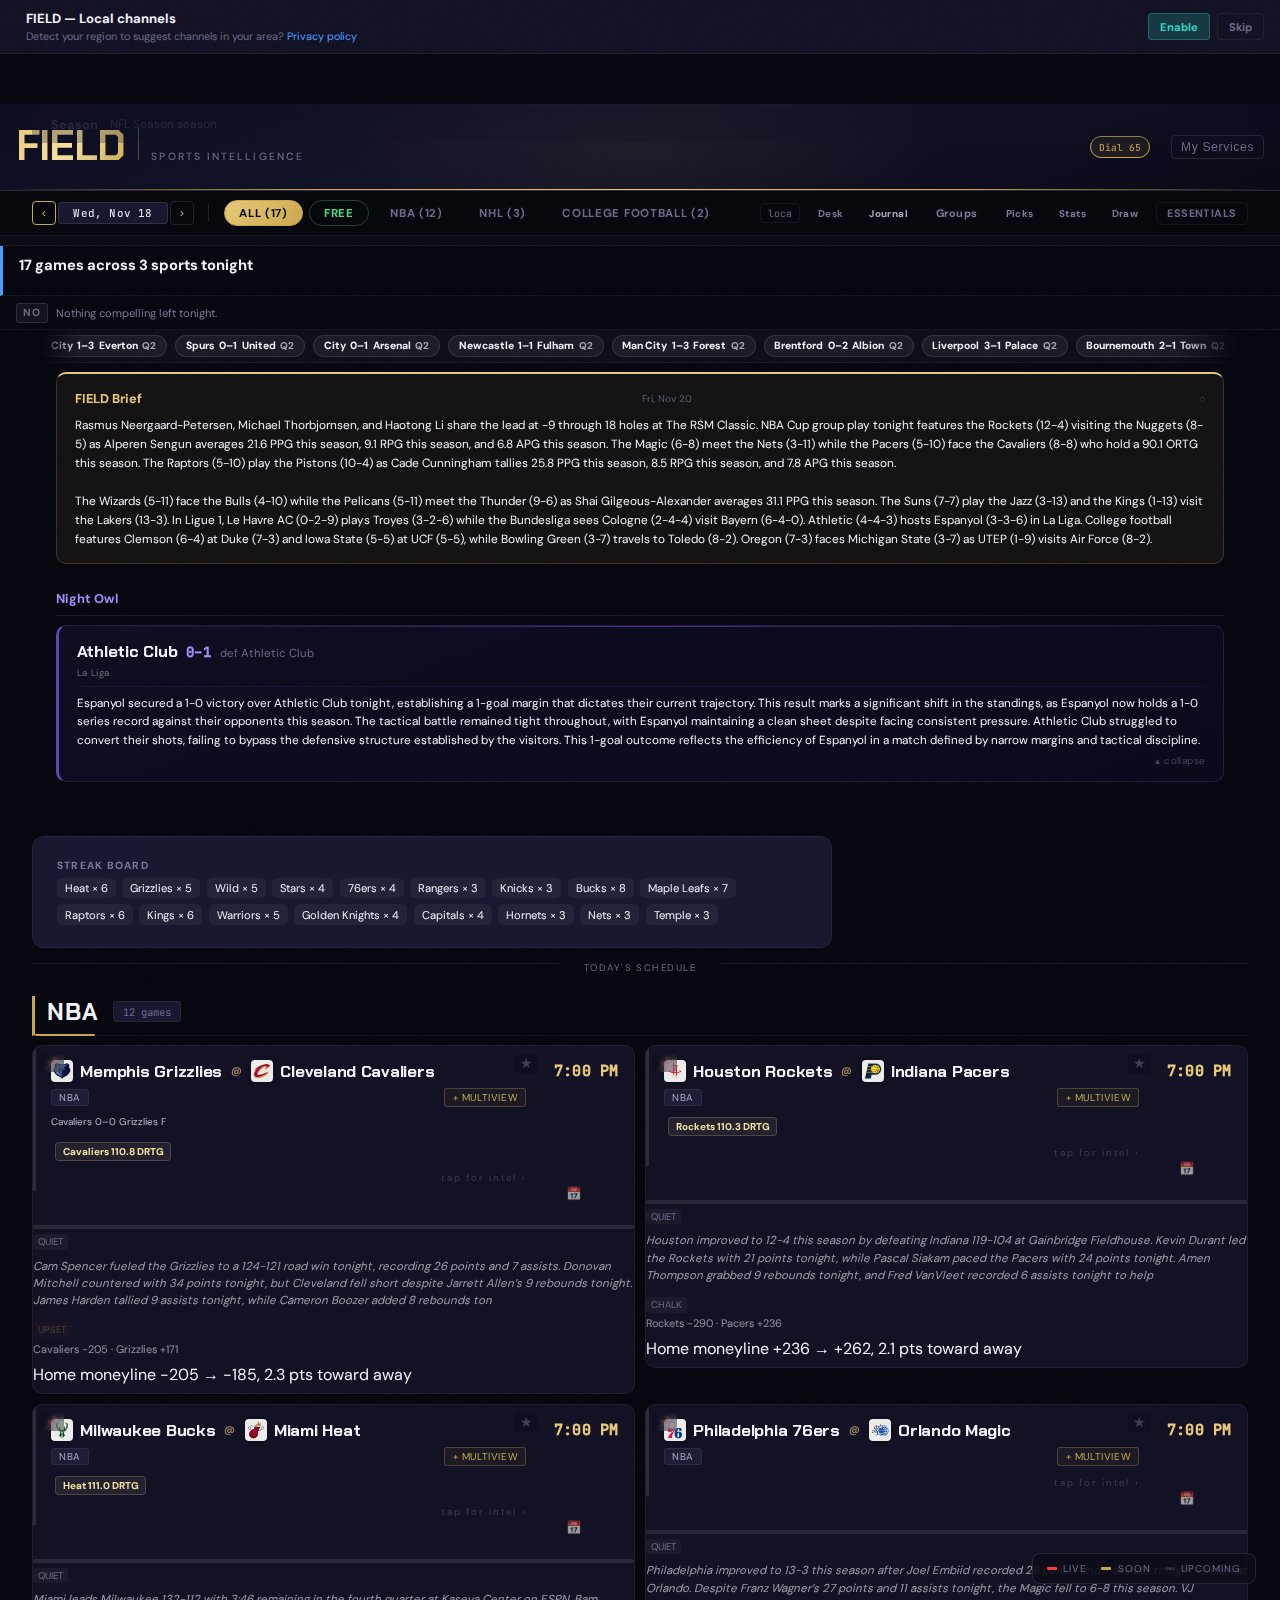 FIELD — Local channels
Detect your region to suggest channels in your area? Privacy policy
Enable
Skip
Season NFL Season season
FIELD
SPORTS INTELLIGENCE
Dial 65
My Services
‹ Wed, Nov 18 ›
ALL (17) FREE NBA (12) NHL (3) COLLEGE FOOTBALL (2)
loca Desk Journal Groups Picks Stats Draw ESSENTIALS
17 games across 3 sports tonight
NO Nothing compelling left tonight.
City 1–3 Everton Q2 Spurs 0–1 United Q2 City 0–1 Arsenal Q2 Newcastle 1–1 Fulham Q2 Man City 1–3 Forest Q2 Brentford 0–2 Albion Q2 Liverpool 3–1 Palace Q2 Bournemouth 2–1 Town Q2
FIELD Brief
Fri, Nov 20
Rasmus Neergaard-Petersen, Michael Thorbjornsen, and Haotong Li share the lead at -9 through 18 holes at The RSM Classic. NBA Cup group play tonight features the Rockets (12-4) visiting the Nuggets (8-
5) as Alperen Sengun averages 21.6 PPG this season, 9.1 RPG this season, and 6.8 APG this season. The Magic (6-8) meet the Nets (3-11) while the Pacers (5-10) face the Cavaliers (8-8) who hold a 90.1 ORTG
this season. The Raptors (5-10) play the Pistons (10-4) as Cade Cunningham tallies 25.8 PPG this season, 8.5 RPG this season, and 7.8 APG this season.
The Wizards (5-11) face the Bulls (4-10) while the Pelicans (5-11) meet the Thunder (9-6) as Shai Gilgeous-Alexander averages 31.1 PPG this season. The Suns (7-7) play the Jazz (3-13) and the Kings (1-13) visit
the Lakers (13-3). In Ligue 1, Le Havre AC (0-2-9) plays Troyes (3-2-6) while the Bundesliga sees Cologne (2-4-4) visit Bayern (6-4-0). Athletic (4-4-3) hosts Espanyol (3-3-6) in La Liga. College football
features Clemson (6-4) at Duke (7-3) and Iowa State (5-5) at UCF (5-5), while Bowling Green (3-7) travels to Toledo (8-2). Oregon (7-3) faces Michigan State (3-7) as UTEP (1-9) visits Air Force (8-2).
Night Owl
Athletic Club 0–1 def Athletic Club
La Liga
Espanyol secured a 1-0 victory over Athletic Club tonight, establishing a 1-goal margin that dictates their current trajectory. This result marks a significant shift in the standings, as Espanyol now holds a 1-0
series record against their opponents this season. The tactical battle remained tight throughout, with Espanyol maintaining a clean sheet despite facing consistent pressure. Athletic Club struggled to
convert their shots, failing to bypass the defensive structure established by the visitors. This 1-goal outcome reflects the efficiency of Espanyol in a match defined by narrow margins and tactical discipline.
▴ collapse
STREAK BOARD
Heat × 6 Grizzlies × 5 Wild × 5 Stars × 4 76ers × 4 Rangers × 3 Knicks × 3 Bucks × 8 Maple Leafs × 7
Raptors × 6 Kings × 6 Warriors × 5 Golden Knights × 4 Capitals × 4 Hornets × 3 Nets × 3 Temple × 3
TODAY'S SCHEDULE
NBA
12 games
Memphis Grizzlies @ Cleveland Cavaliers ★ 7:00 PM
NBA + MULTIVIEW
Cavaliers 0–0 Grizzlies F
Cavaliers 110.8 DRTG
tap for intel ›
17
QUIET
Cam Spencer fueled the Grizzlies to a 124-121 road win tonight, recording 26 points and 7 assists. Donovan
Mitchell countered with 34 points tonight, but Cleveland fell short despite Jarrett Allen's 9 rebounds tonight.
James Harden tallied 9 assists tonight, while Cameron Boozer added 8 rebounds ton
UPSET
Cavaliers -205 · Grizzlies +171
Home moneyline -205 → -185, 2.3 pts toward away
Houston Rockets @ Indiana Pacers ★ 7:00 PM
NBA + MULTIVIEW
Rockets 110.3 DRTG
tap for intel ›
17
QUIET
Houston improved to 12-4 this season by defeating Indiana 119-104 at Gainbridge Fieldhouse. Kevin Durant led
the Rockets with 21 points tonight, while Pascal Siakam paced the Pacers with 24 points tonight. Amen
Thompson grabbed 9 rebounds tonight, and Fred VanVleet recorded 6 assists tonight to help
CHALK
Rockets -290 · Pacers +236
Home moneyline +236 → +262, 2.1 pts toward away
Milwaukee Bucks @ Miami Heat ★ 7:00 PM
NBA + MULTIVIEW
Heat 111.0 DRTG
tap for intel ›
17
QUIET
Miami leads Milwaukee 132-112 with 3:46 remaining in the fourth quarter at Kaseya Center on ESPN. Bam
Philadelphia 76ers @ Orlando Magic ★ 7:00 PM
NBA + MULTIVIEW
tap for intel ›
17
QUIET
Philadelphia improved to 13-3 this season after Joel Embiid recorded
Orlando. Despite Franz Wagner's 27 points and 11 assists tonight, the Magic fell to 6-8 this season. VJ
LIVE SOON UPCOMING